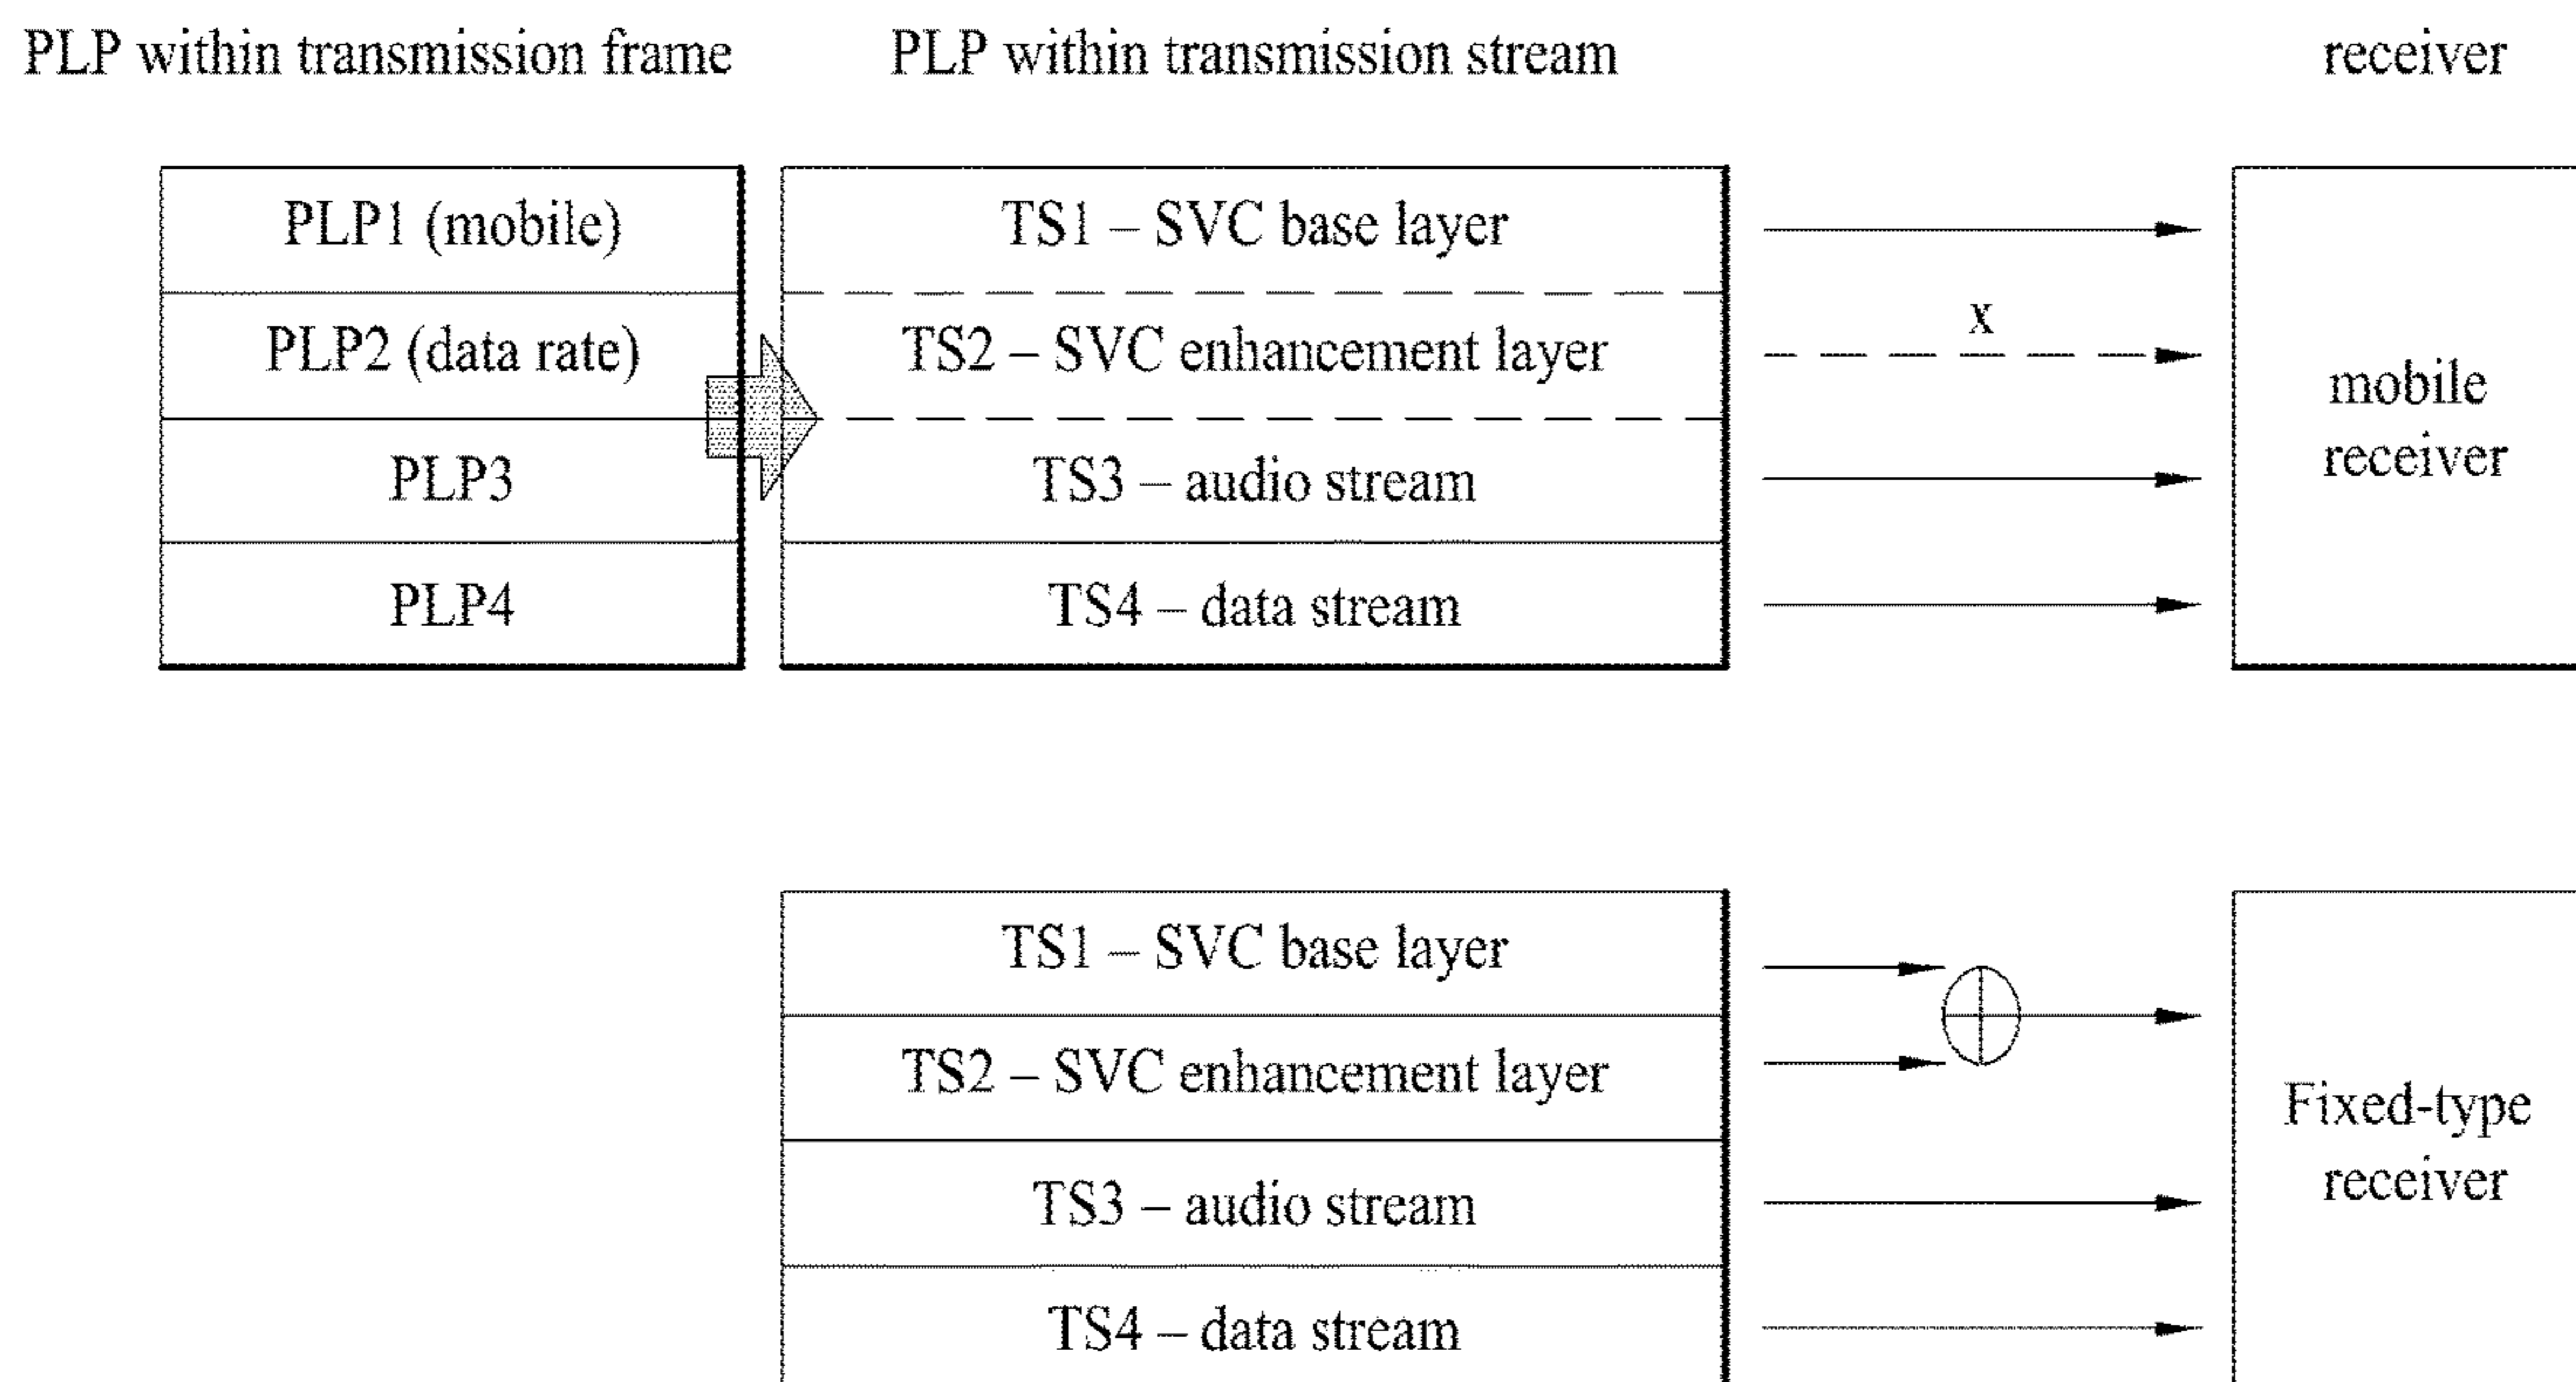 PLP within transmission frame
PLP within transmission stream
receiver
PLP1 (mobile)
PLP2 (data rate)
PLP3
PLP4
TS1 – SVC base layer
TS2 – SVC enhancement layer
TS3 – audio stream
TS4 – data stream
x
mobile
receiver
TS1 – SVC base layer
TS2 – SVC enhancement layer
TS3 – audio stream
TS4 – data stream
Fixed-type
receiver